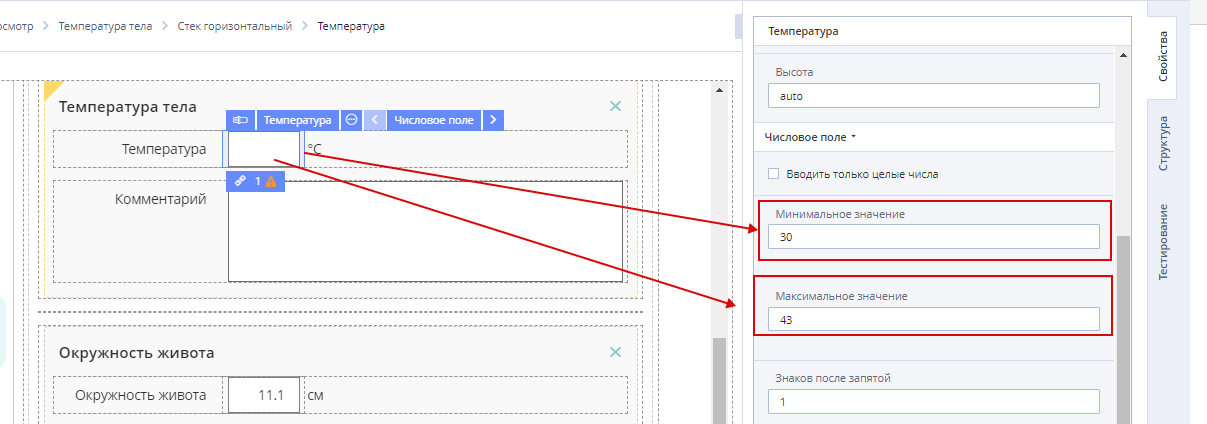 осмотр > Температура тела > Стек горизонтальный > Температура
Температура тела
Температура
Числовое поле
Температура
°C
1
Комментарий
Окружность живота
Окружность живота
11.1
см
Температура
Высота
auto
Числовое поле
Вводить только целые числа
Минимальное значение
30
Максимальное значение
43
Знаков после запятой
1
Свойства
Структура
Тестирование